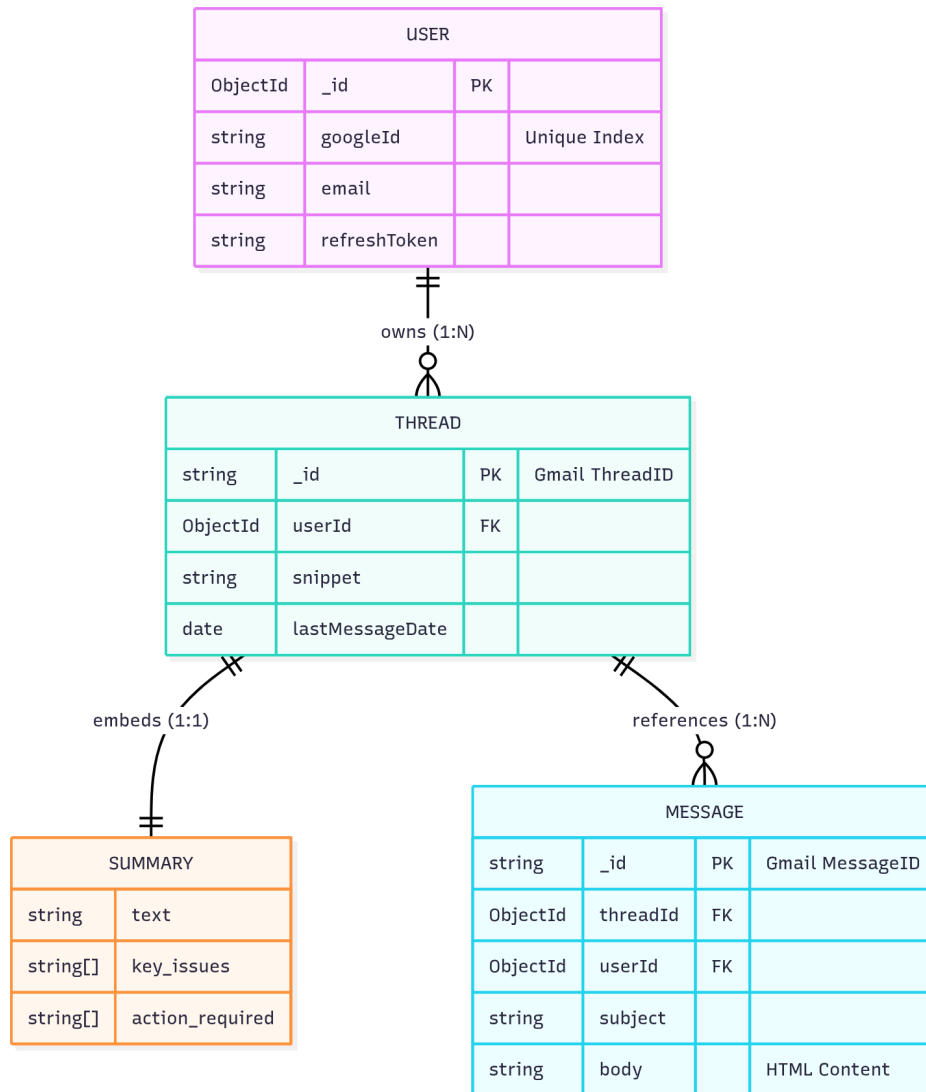 USER
ObjectId _id PK
string googleId Unique Index
string email
string refreshToken
owns (1:N)
THREAD
string _id PK Gmail ThreadID
ObjectId userId FK
string snippet
date lastMessageDate
embeds (1:1)
references (1:N)
SUMMARY
string text
string[] key_issues
string[] action_required
MESSAGE
string _id PK Gmail MessageID
ObjectId threadId FK
ObjectId userId FK
string subject
string body HTML Content